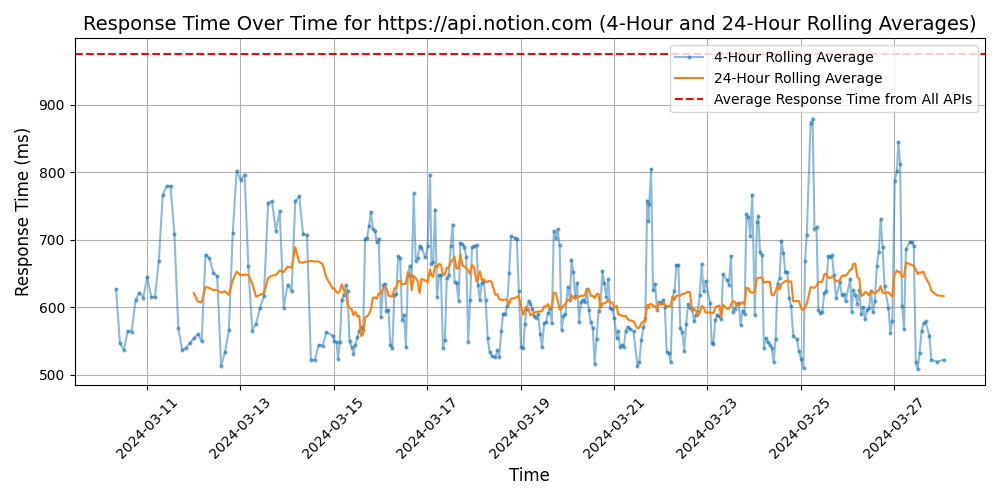 Response Time Over Time for https://api.notion.com (4-Hour and 24-Hour Rolling Averages)
4-Hour Rolling Average
24-Hour Rolling Average
Average Response Time from All APIs
Response Time (ms)
900
800
700
600
500
2024-03-11
2024-03-13
2024-03-15
2024-03-17
2024-03-19
2024-03-21
2024-03-23
2024-03-25
2024-03-27
Time